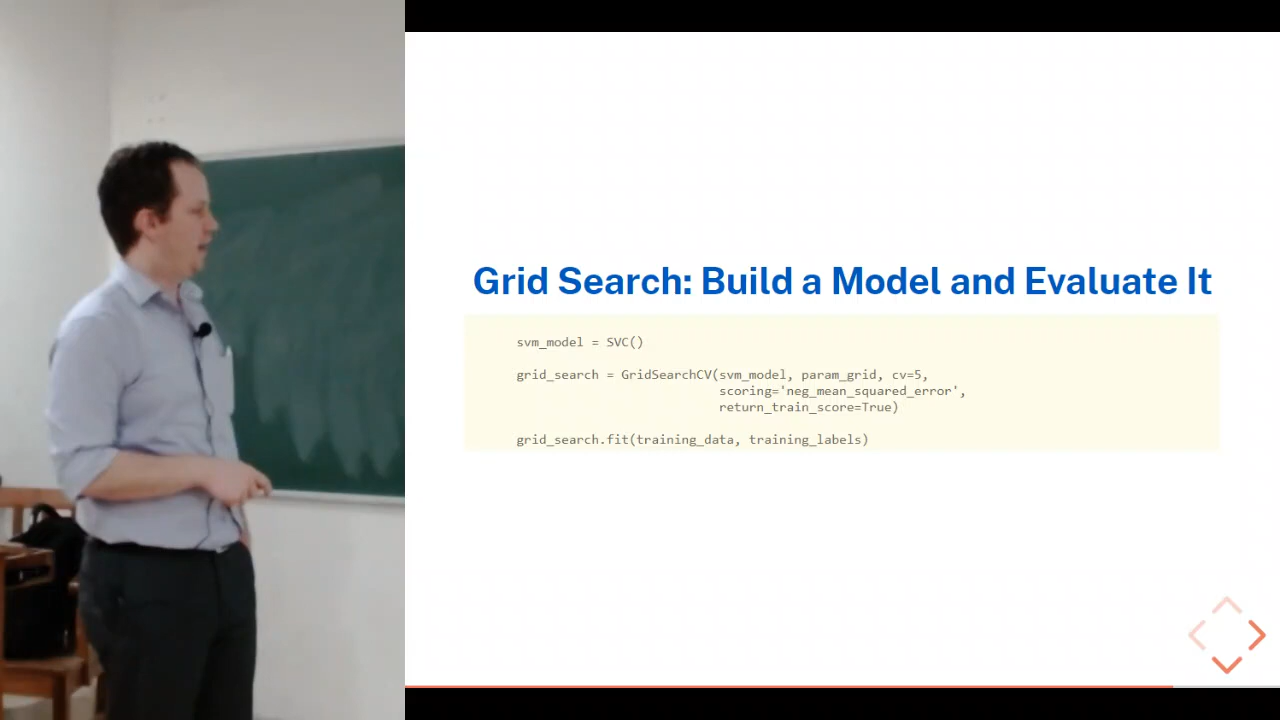 Grid Search: Build a Model and Evaluate It
svm_model = SVC()
grid_search = GridSearchCV(svm_model, param_grid, cv=5,
scoring='neg_mean_squared_error',
return_train_score=True)
grid_search.fit(training_data, training_labels)